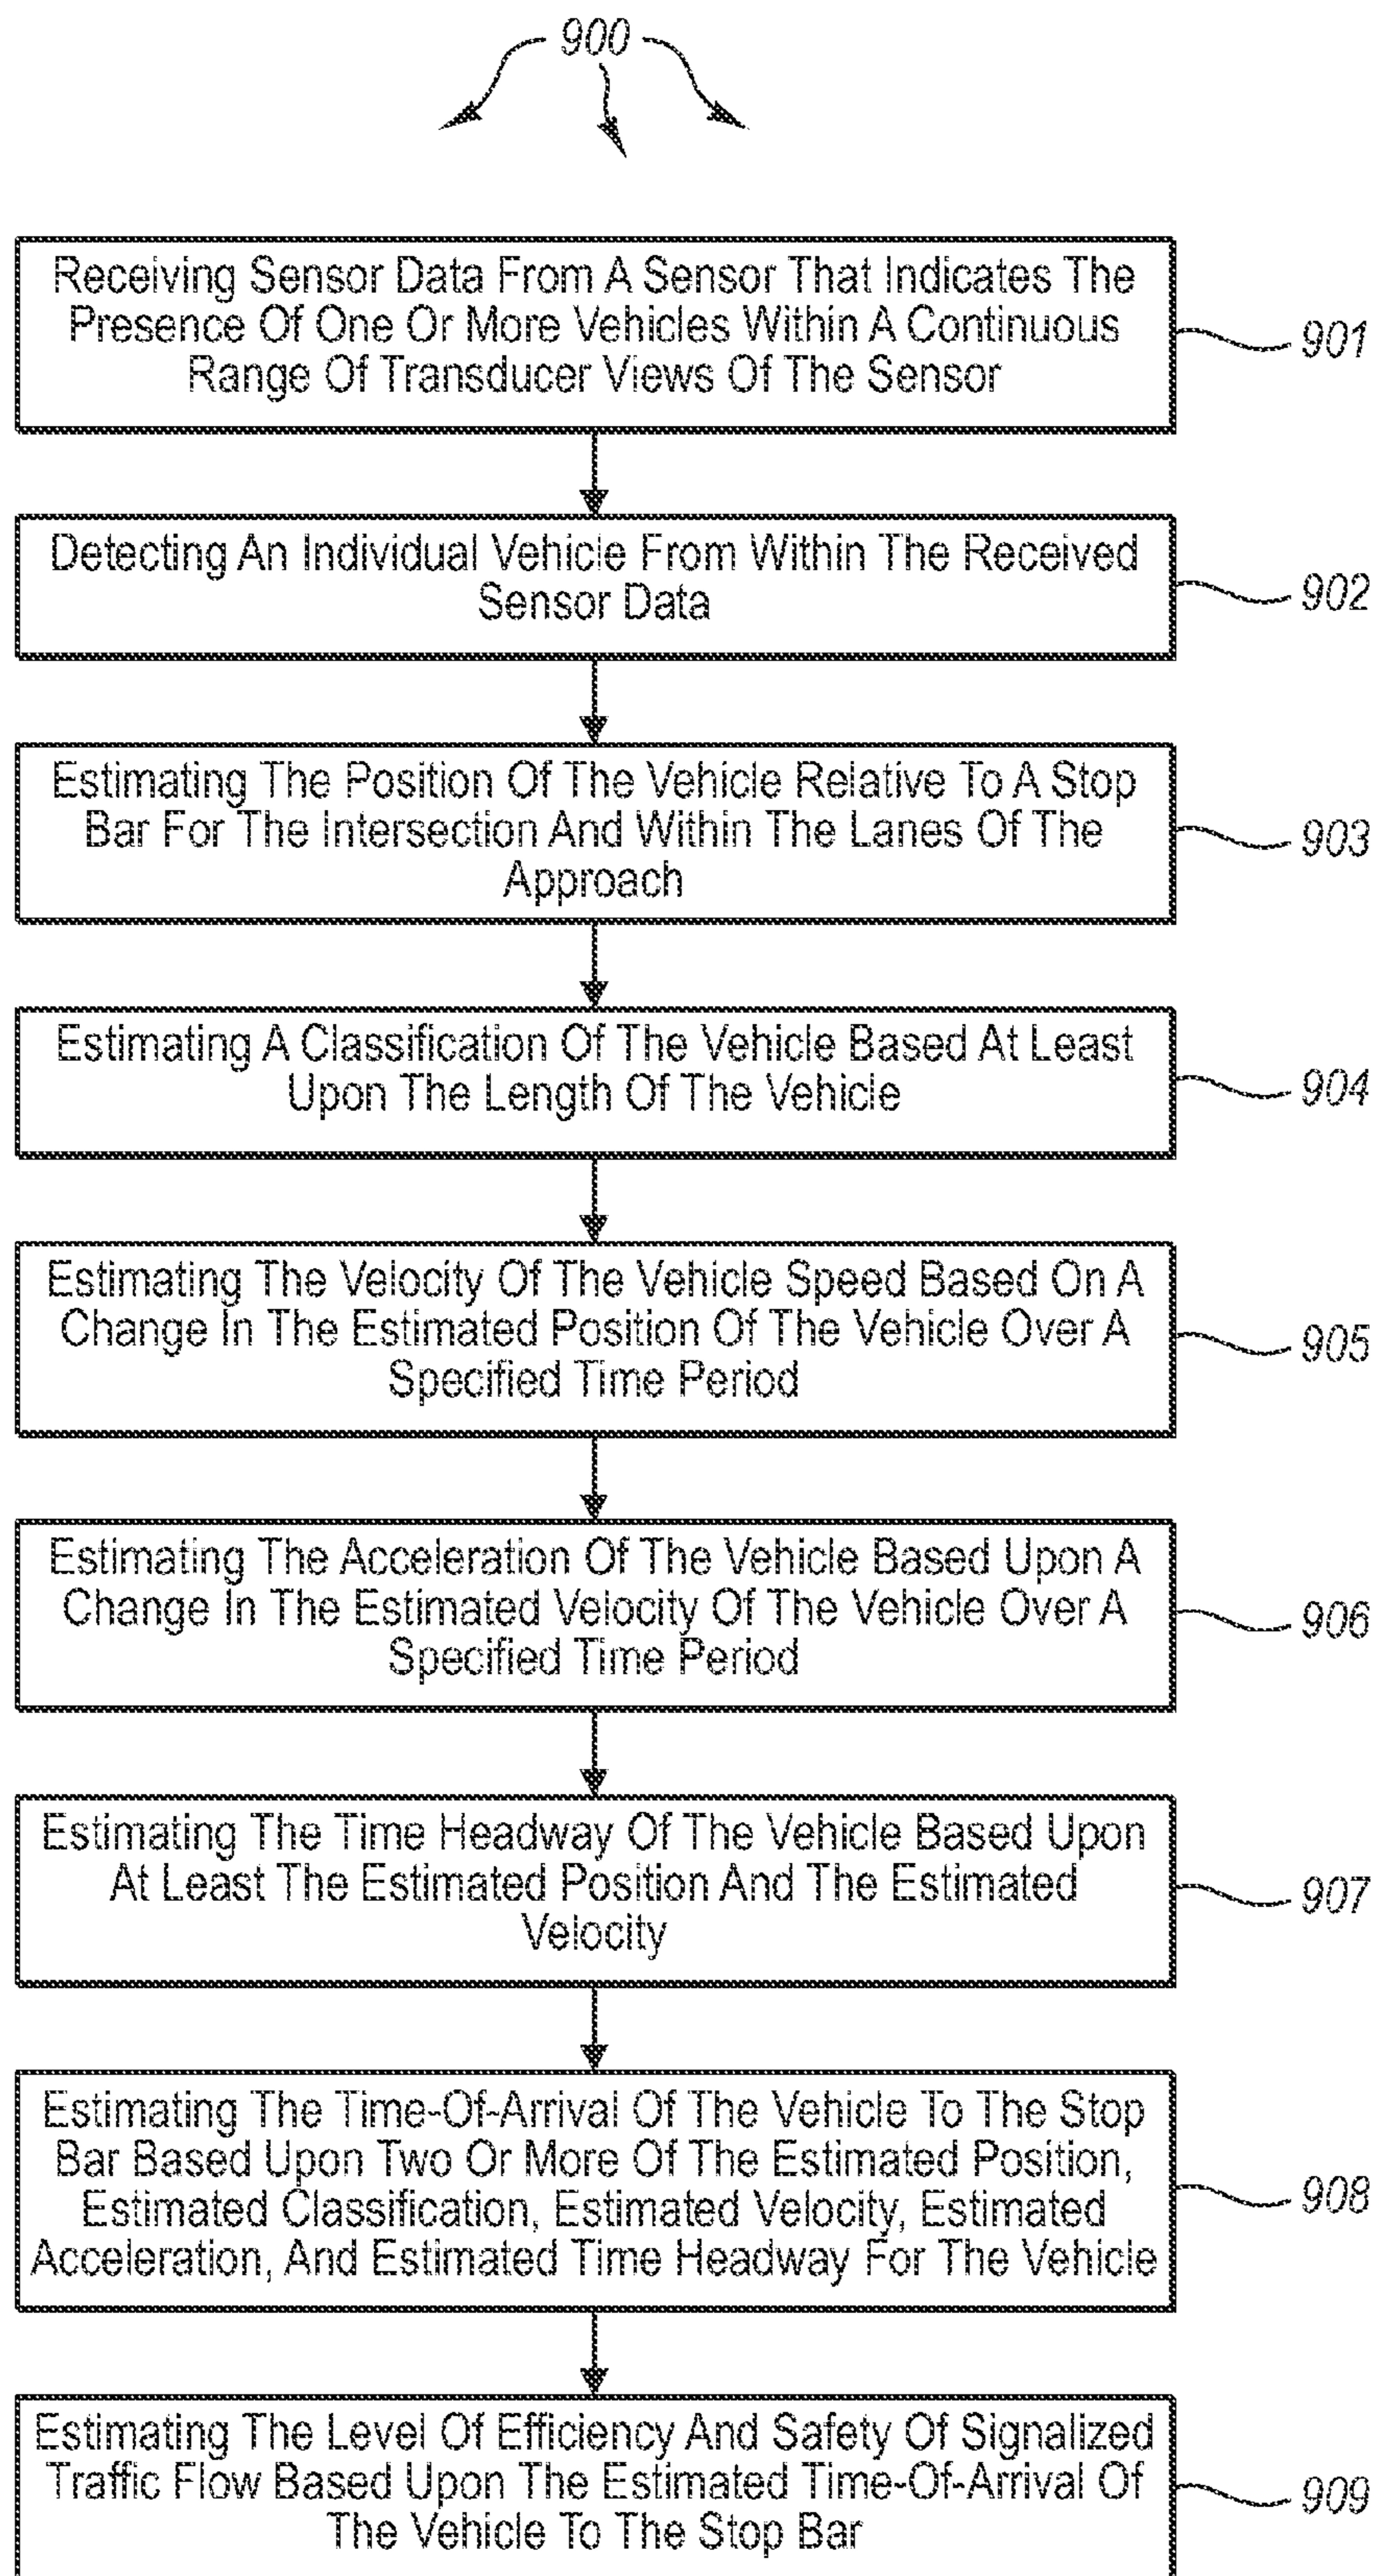 900
Receiving Sensor Data From A Sensor That Indicates The
Presence Of One Or More Vehicles Within A Continuous
Range Of Transducer Views Of The Sensor
901
Detecting An Individual Vehicle From Within The Received
Sensor Data
902
Estimating The Position Of The Vehicle Relative To A Stop
Bar For The Intersection And Within The Lanes Of The
Approach
903
Estimating A Classification Of The Vehicle Based At Least
Upon The Length Of The Vehicle
904
Estimating The Velocity Of The Vehicle Speed Based On A
Change In The Estimated Position Of The Vehicle Over A
Specified Time Period
905
Estimating The Acceleration Of The Vehicle Based Upon A
Change In The Estimated Velocity Of The Vehicle Over A
Specified Time Period
906
Estimating The Time Headway Of The Vehicle Based Upon
At Least The Estimated Position And The Estimated
Velocity
907
Estimating The Time-Of-Arrival Of The Vehicle To The Stop
Bar Based Upon Two Or More Of The Estimated Position,
Estimated Classification, Estimated Velocity, Estimated
Acceleration, And Estimated Time Headway For The Vehicle
908
Estimating The Level Of Efficiency And Safety Of Signalized
Traffic Flow Based Upon The Estimated Time-Of-Arrival Of
The Vehicle To The Stop Bar
909